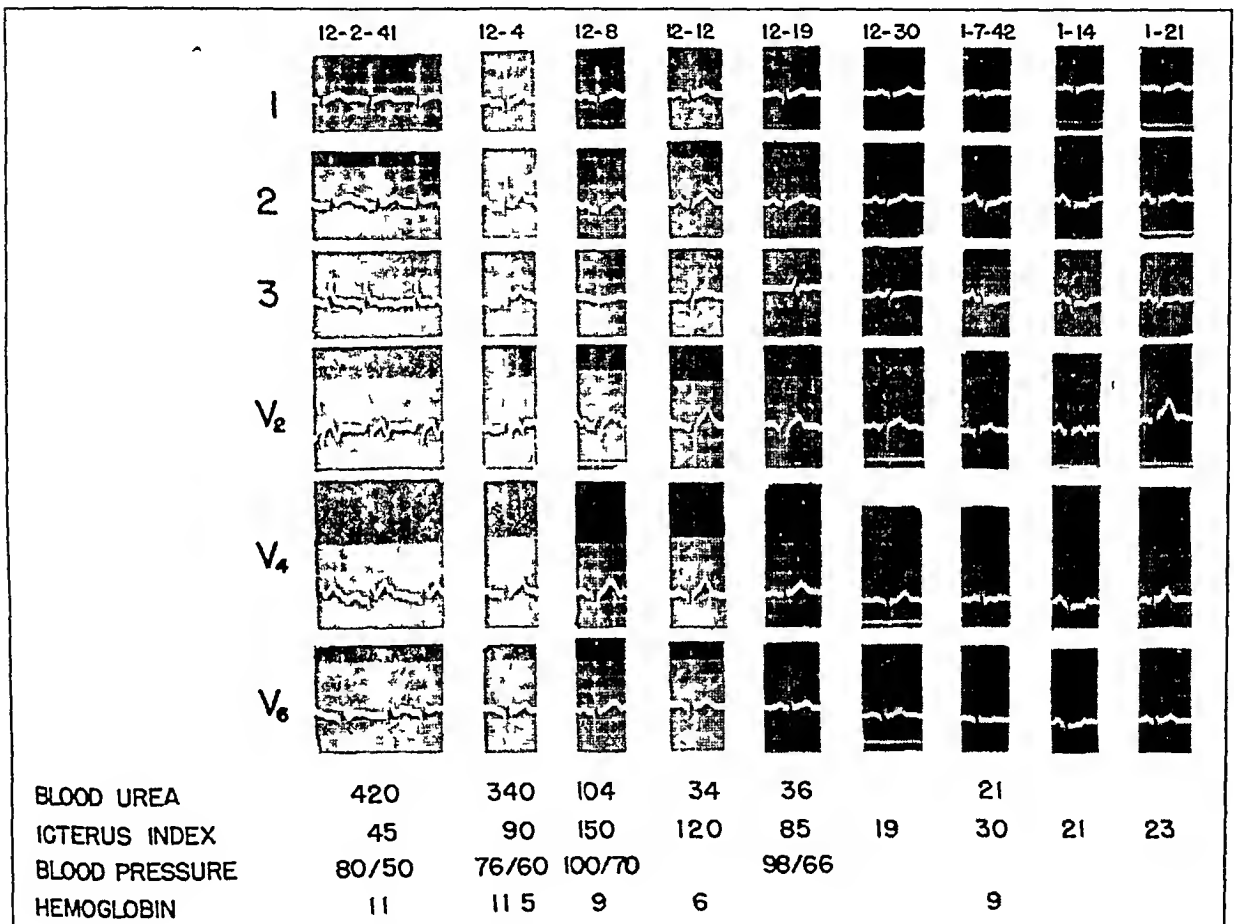 12-2-41 12-4 12-8 12-12 12-19 12-30 1-7-42 1-14 1-21
1
2
3
V₂
V₄
V₆
BLOOD UREA 420 340 104 34 36 21
ICTERUS INDEX 45 90 150 120 85 19 30 21 23
BLOOD PRESSURE 80/50 76/60 100/70 98/66
HEMOGLOBIN 11 11 5 9 6 9